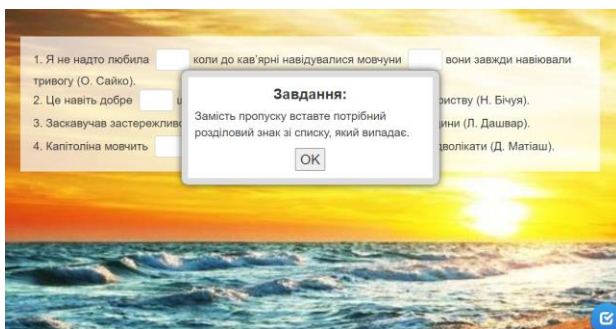 1. Я не надто любила коли до кав'ярні навідувалися мовчуни вони завжди навіювали
тривогу (О. Сайко).
2. Це навіть добре риству (Н. Бічуя).
3. Заскавучав застережливо дини (Л. Дашвар).
4. Капітоліна мовчить зволікати (Д. Матіаш).
Завдання:
Замість пропуску вставте потрібний
розділовий знак зі списку, який випадає.
OK